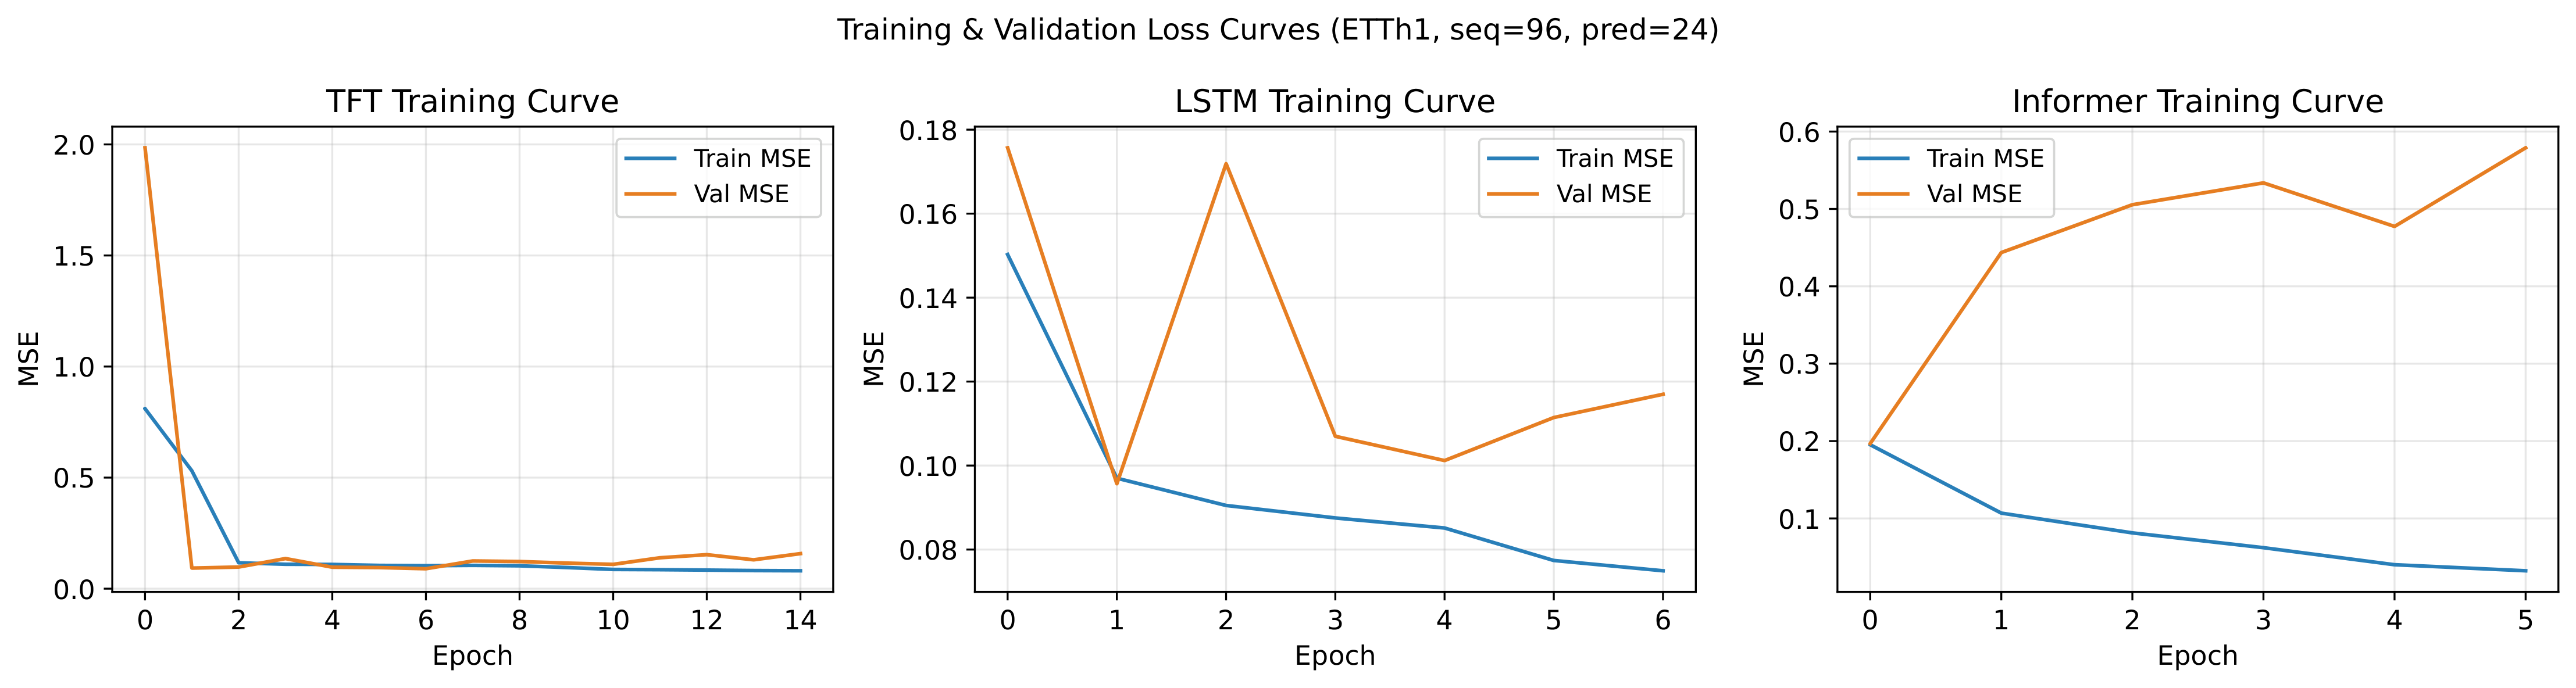 Training & Validation Loss Curves (ETTh1, seq=96, pred=24)
TFT Training Curve
2.0
1.5
1.0
0.5
0.0
MSE
Train MSE
Val MSE
0 2 4 6 8 10 12 14
Epoch
LSTM Training Curve
0.18
0.16
0.14
0.12
0.10
0.08
MSE
Train MSE
Val MSE
0 1 2 3 4 5 6
Epoch
Informer Training Curve
0.6
0.5
0.4
0.3
0.2
0.1
MSE
Train MSE
Val MSE
0 1 2 3 4 5
Epoch